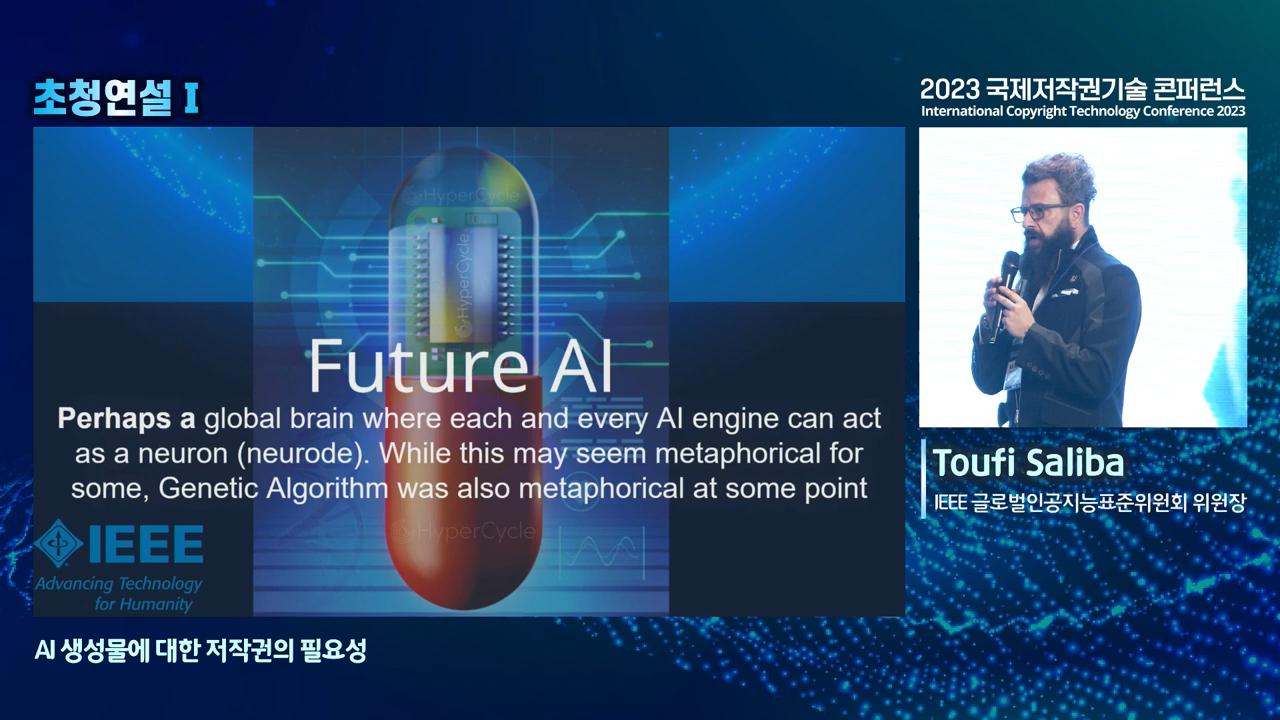 초청연설 I
2023 국제저작권기술 콘퍼런스
International Copyright Technology Conference 2023
HyperCycle
HyperCycle
Future AI
Perhaps a global brain where each and every AI engine can act
as a neuron (neurode). While this may seem metaphorical for
some, Genetic Algorithm was also metaphorical at some point
HyperCycle
IEEE
Advancing Technology
for Humanity
Toufi Saliba
IEEE 글로벌인공지능표준위원회 위원장
AI 생성물에 대한 저작권의 필요성